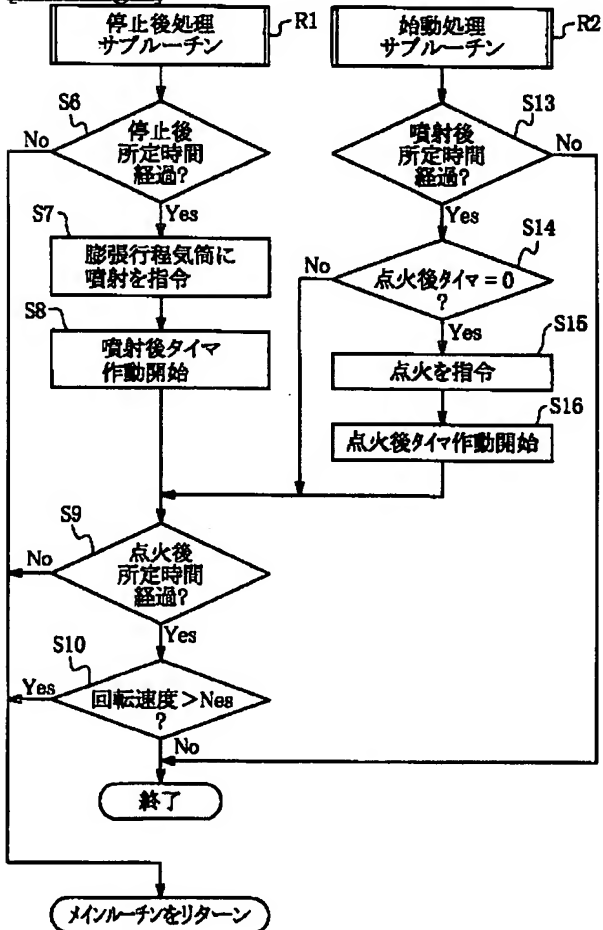 停止後処理
サブルーチン
R1
S6
停止後
所定時間
経過?
No
Yes
S7
膨張行程気筒に
噴射を指令
S8
噴射後タイマ
作動開始
始動処理
サブルーチン
R2
S13
噴射後
所定時間
経過?
No
Yes
S14
点火後タイマ=0
?
No
Yes
S15
点火を指令
S16
点火後タイマ作動開始
S9
点火後
所定時間
経過?
No
Yes
S10
回転速度>Nes
?
Yes
No
終了
メインルーチンをリターン